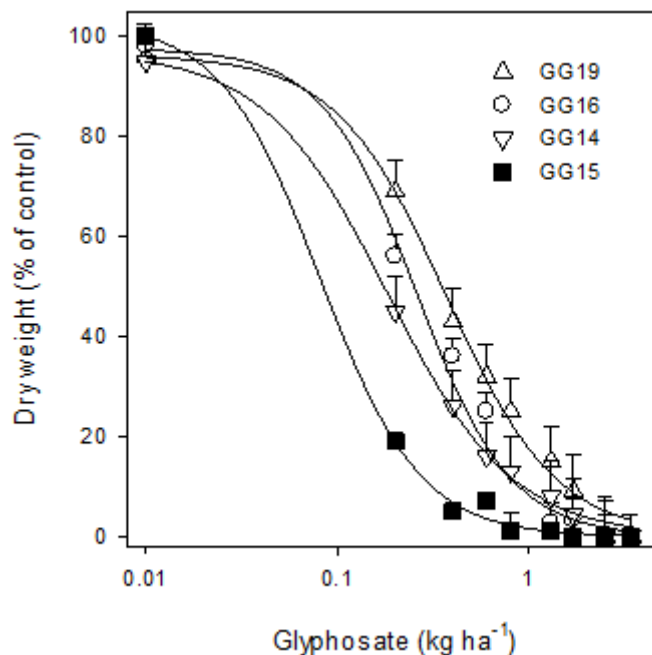 100
80
60
40
20
0
Dry weight (% of control)
GG19
GG16
GG14
GG15
0.01
0.1
1
Glyphosate (kg ha⁻¹)